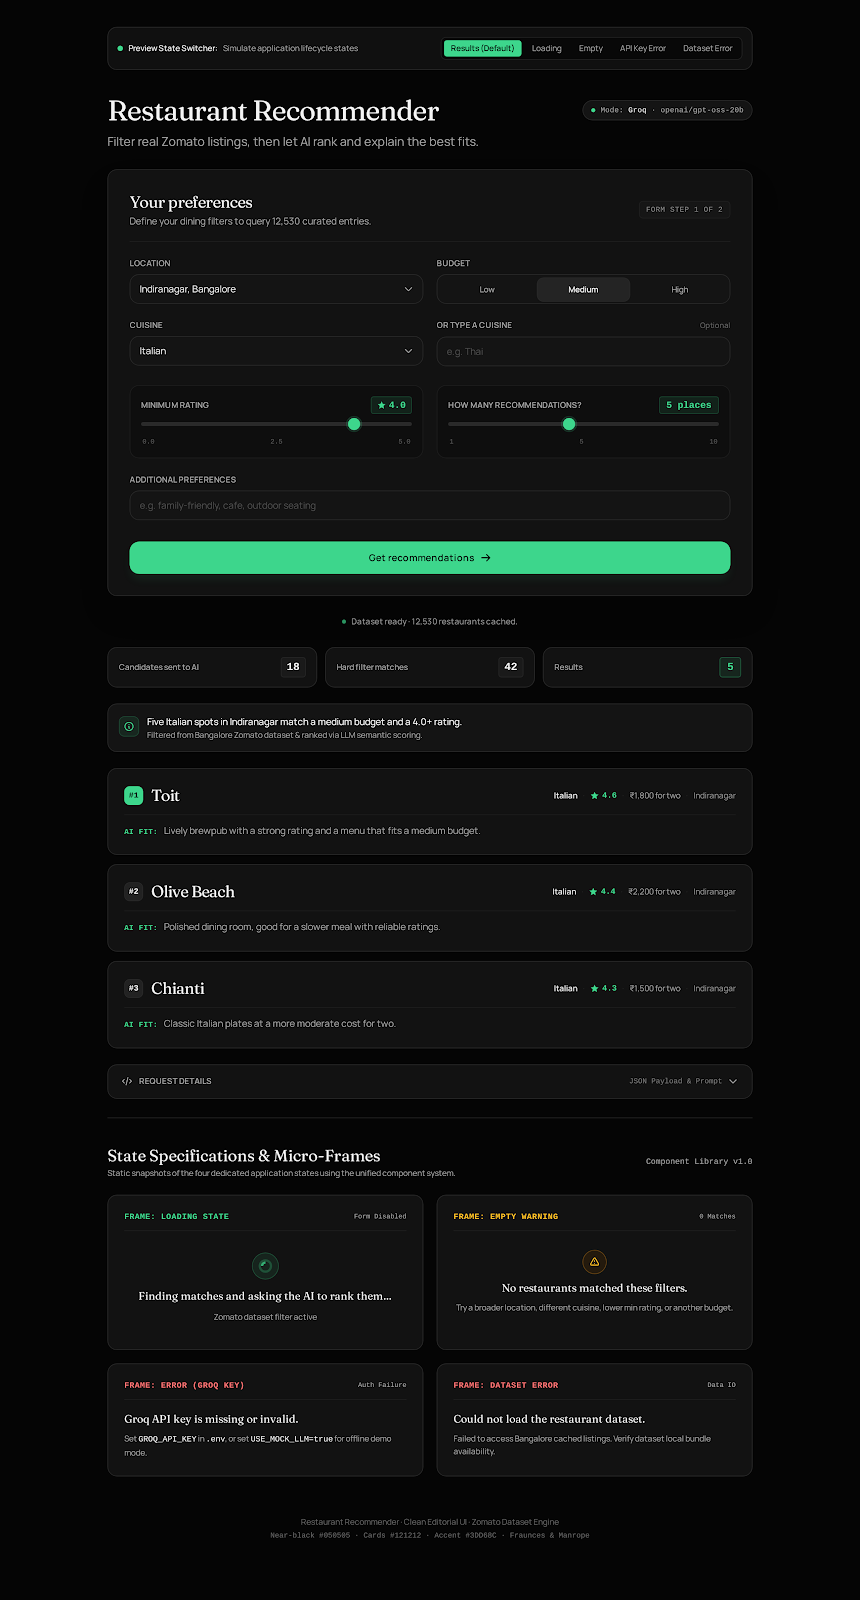 Preview State Switcher: Simulate application lifecycle states
Results (Default) Loading Empty API Key Error Dataset Error
Restaurant Recommender
Mode: Groq · openai/gpt-oss-20b
Filter real Zomato listings, then let AI rank and explain the best fits.
Your preferences
Define your dining filters to query 12,530 curated entries.
FORM STEP 1 OF 2
LOCATION
Indiranagar, Bangalore
BUDGET
Low Medium High
CUISINE
Italian
OR TYPE A CUISINE Optional
e.g. Thai
MINIMUM RATING ★ 4.0
0.0 2.5 5.0
HOW MANY RECOMMENDATIONS? 5 places
1 5 10
ADDITIONAL PREFERENCES
e.g. family-friendly, cafe, outdoor seating
Get recommendations →
Dataset ready · 12,530 restaurants cached.
Candidates sent to AI 18
Hard filter matches 42
Results 5
Five Italian spots in Indiranagar match a medium budget and a 4.0+ rating.
Filtered from Bangalore Zomato dataset & ranked via LLM semantic scoring.
#1 Toit Italian · ★ 4.6 · ₹1,800 for two · Indiranagar
AI FIT: Lively brewpub with a strong rating and a menu that fits a medium budget.
#2 Olive Beach Italian · ★ 4.4 · ₹2,200 for two · Indiranagar
AI FIT: Polished dining room, good for a slower meal with reliable ratings.
#3 Chianti Italian · ★ 4.3 · ₹1,500 for two · Indiranagar
AI FIT: Classic Italian plates at a more moderate cost for two.
</> REQUEST DETAILS JSON Payload & Prompt
State Specifications & Micro-Frames
Static snapshots of the four dedicated application states using the unified component system.
Component Library v1.0
FRAME: LOADING STATE Form Disabled
Finding matches and asking the AI to rank them...
Zomato dataset filter active
FRAME: EMPTY WARNING 0 Matches
No restaurants matched these filters.
Try a broader location, different cuisine, lower min rating, or another budget.
FRAME: ERROR (GROQ KEY) Auth Failure
Groq API key is missing or invalid.
Set GROQ_API_KEY in .env, or set USE_MOCK_LLM=true for offline demo
mode.
FRAME: DATASET ERROR Data IO
Could not load the restaurant dataset.
Failed to access Bangalore cached listings. Verify dataset local bundle
availability.
Restaurant Recommender · Clean Editorial UI · Zomato Dataset Engine
Near-black #050505 · Cards #121212 · Accent #3DD68C · Fraunces & Manrope